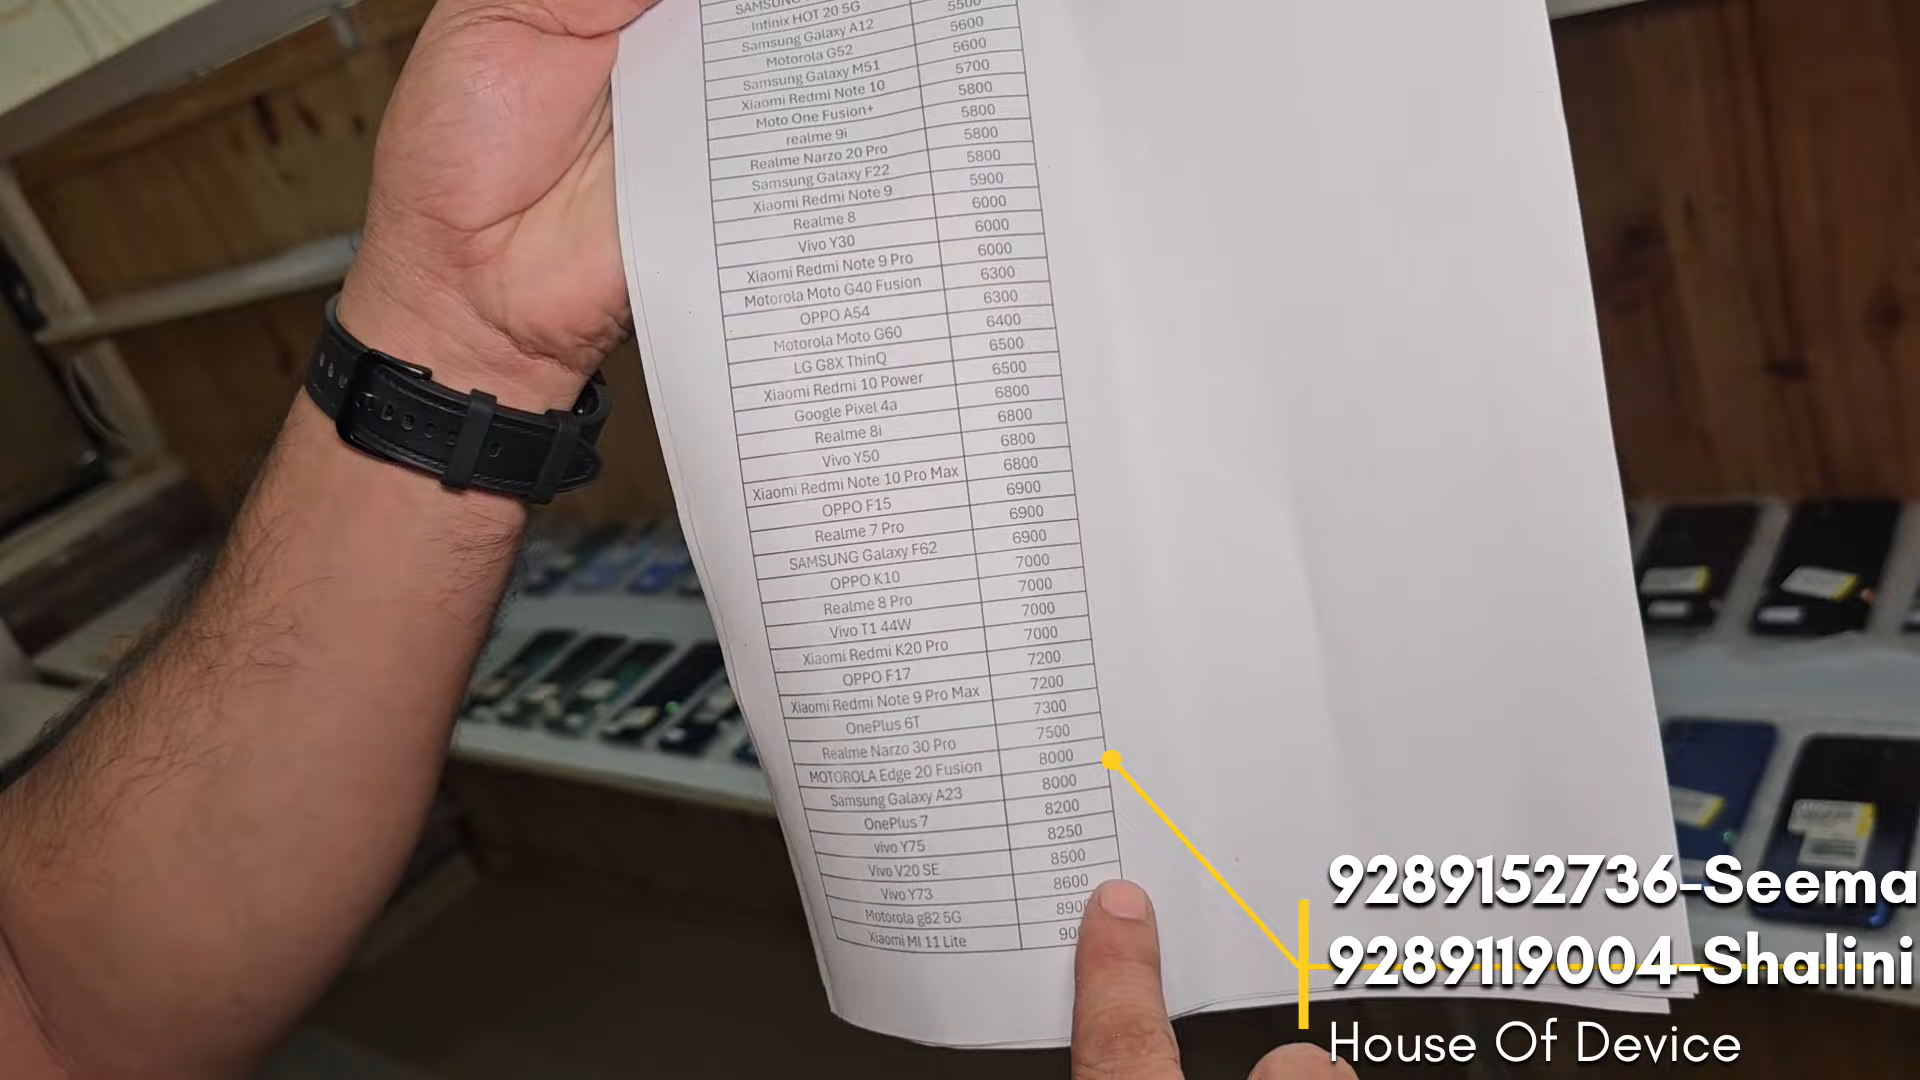 SAMSUNG
Infinix HOT 20 5G
Samsung Galaxy A12 5500
Motorola G52 5600
Samsung Galaxy M51 5600
Xiaomi Redmi Note 10 5700
Moto One Fusion+ 5800
realme 9i 5800
Realme Narzo 20 Pro 5800
Samsung Galaxy F22 5800
Xiaomi Redmi Note 9 5900
Realme 8 6000
Vivo Y30 6000
Xiaomi Redmi Note 9 Pro 6000
Motorola Moto G40 Fusion 6300
OPPO A54 6300
Motorola Moto G60 6400
LG G8X ThinQ 6500
Xiaomi Redmi 10 Power 6500
Google Pixel 4a 6800
Realme 8i 6800
Vivo Y50 6800
Xiaomi Redmi Note 10 Pro Max 6800
OPPO F15 6900
Realme 7 Pro 6900
SAMSUNG Galaxy F62 6900
OPPO K10 7000
Realme 8 Pro 7000
Vivo T1 44W 7000
Xiaomi Redmi K20 Pro 7000
OPPO F17 7200
Xiaomi Redmi Note 9 Pro Max 7200
OnePlus 6T 7300
Realme Narzo 30 Pro 7500
MOTOROLA Edge 20 Fusion 8000
Samsung Galaxy A23 8000
OnePlus 7 8200
vivo Y75 8250
Vivo V20 SE 8500
Vivo Y73 8600
Motorola g82 5G 890
Xiaomi MI 11 Lite 90
9289152736-Seema
9289119004-Shalini
House Of Device